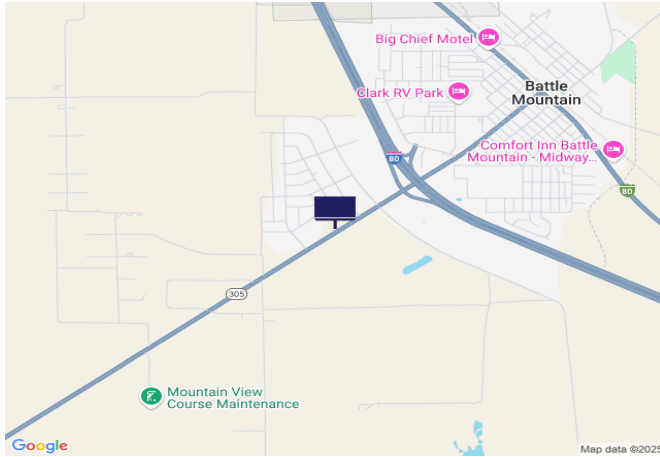 Big Chief Motel
Clark RV Park
Battle
Mountain
Comfort Inn Battle
Mountain - Midway...
80
80
305
Mountain View
Course Maintenance
Google
Map data ©2025